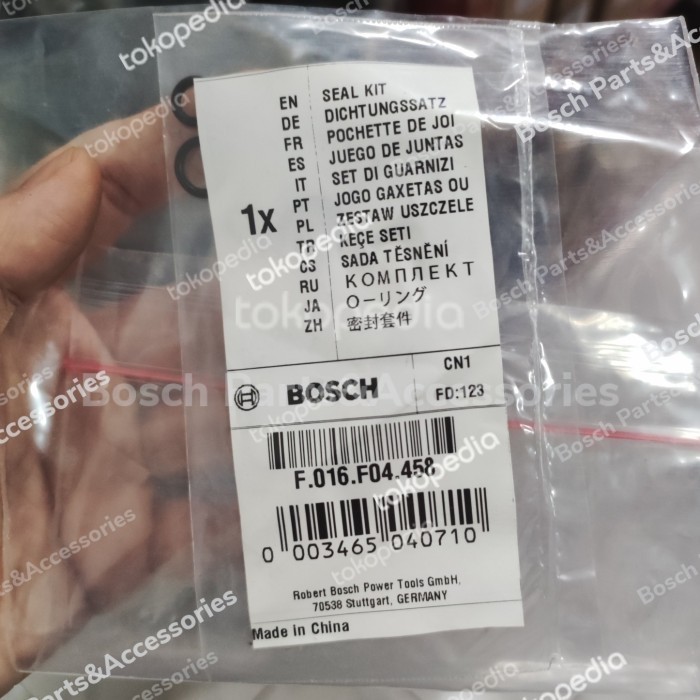 EN SEAL KIT
DE DICHTUNGSSATZ
FR POCHETTE DE JOI
ES JUEGO DE JUNTAS
IT SET DI GUARNIZI
PT JOGO GAXETAS OU
PL ZESTAW USZCZELE
TR KEÇE SETI
CS SADA TĚSNĚNÍ
RU КОМПЛЕКТ
JA O-リング
ZH 密封套件
1x
BOSCH
CN1
FD:123
F.016.F04.458
0 003465 040710
Robert Bosch Power Tools GmbH,
70538 Stuttgart, GERMANY
Made in China
tokopedia
Bosch Parts&Accessories